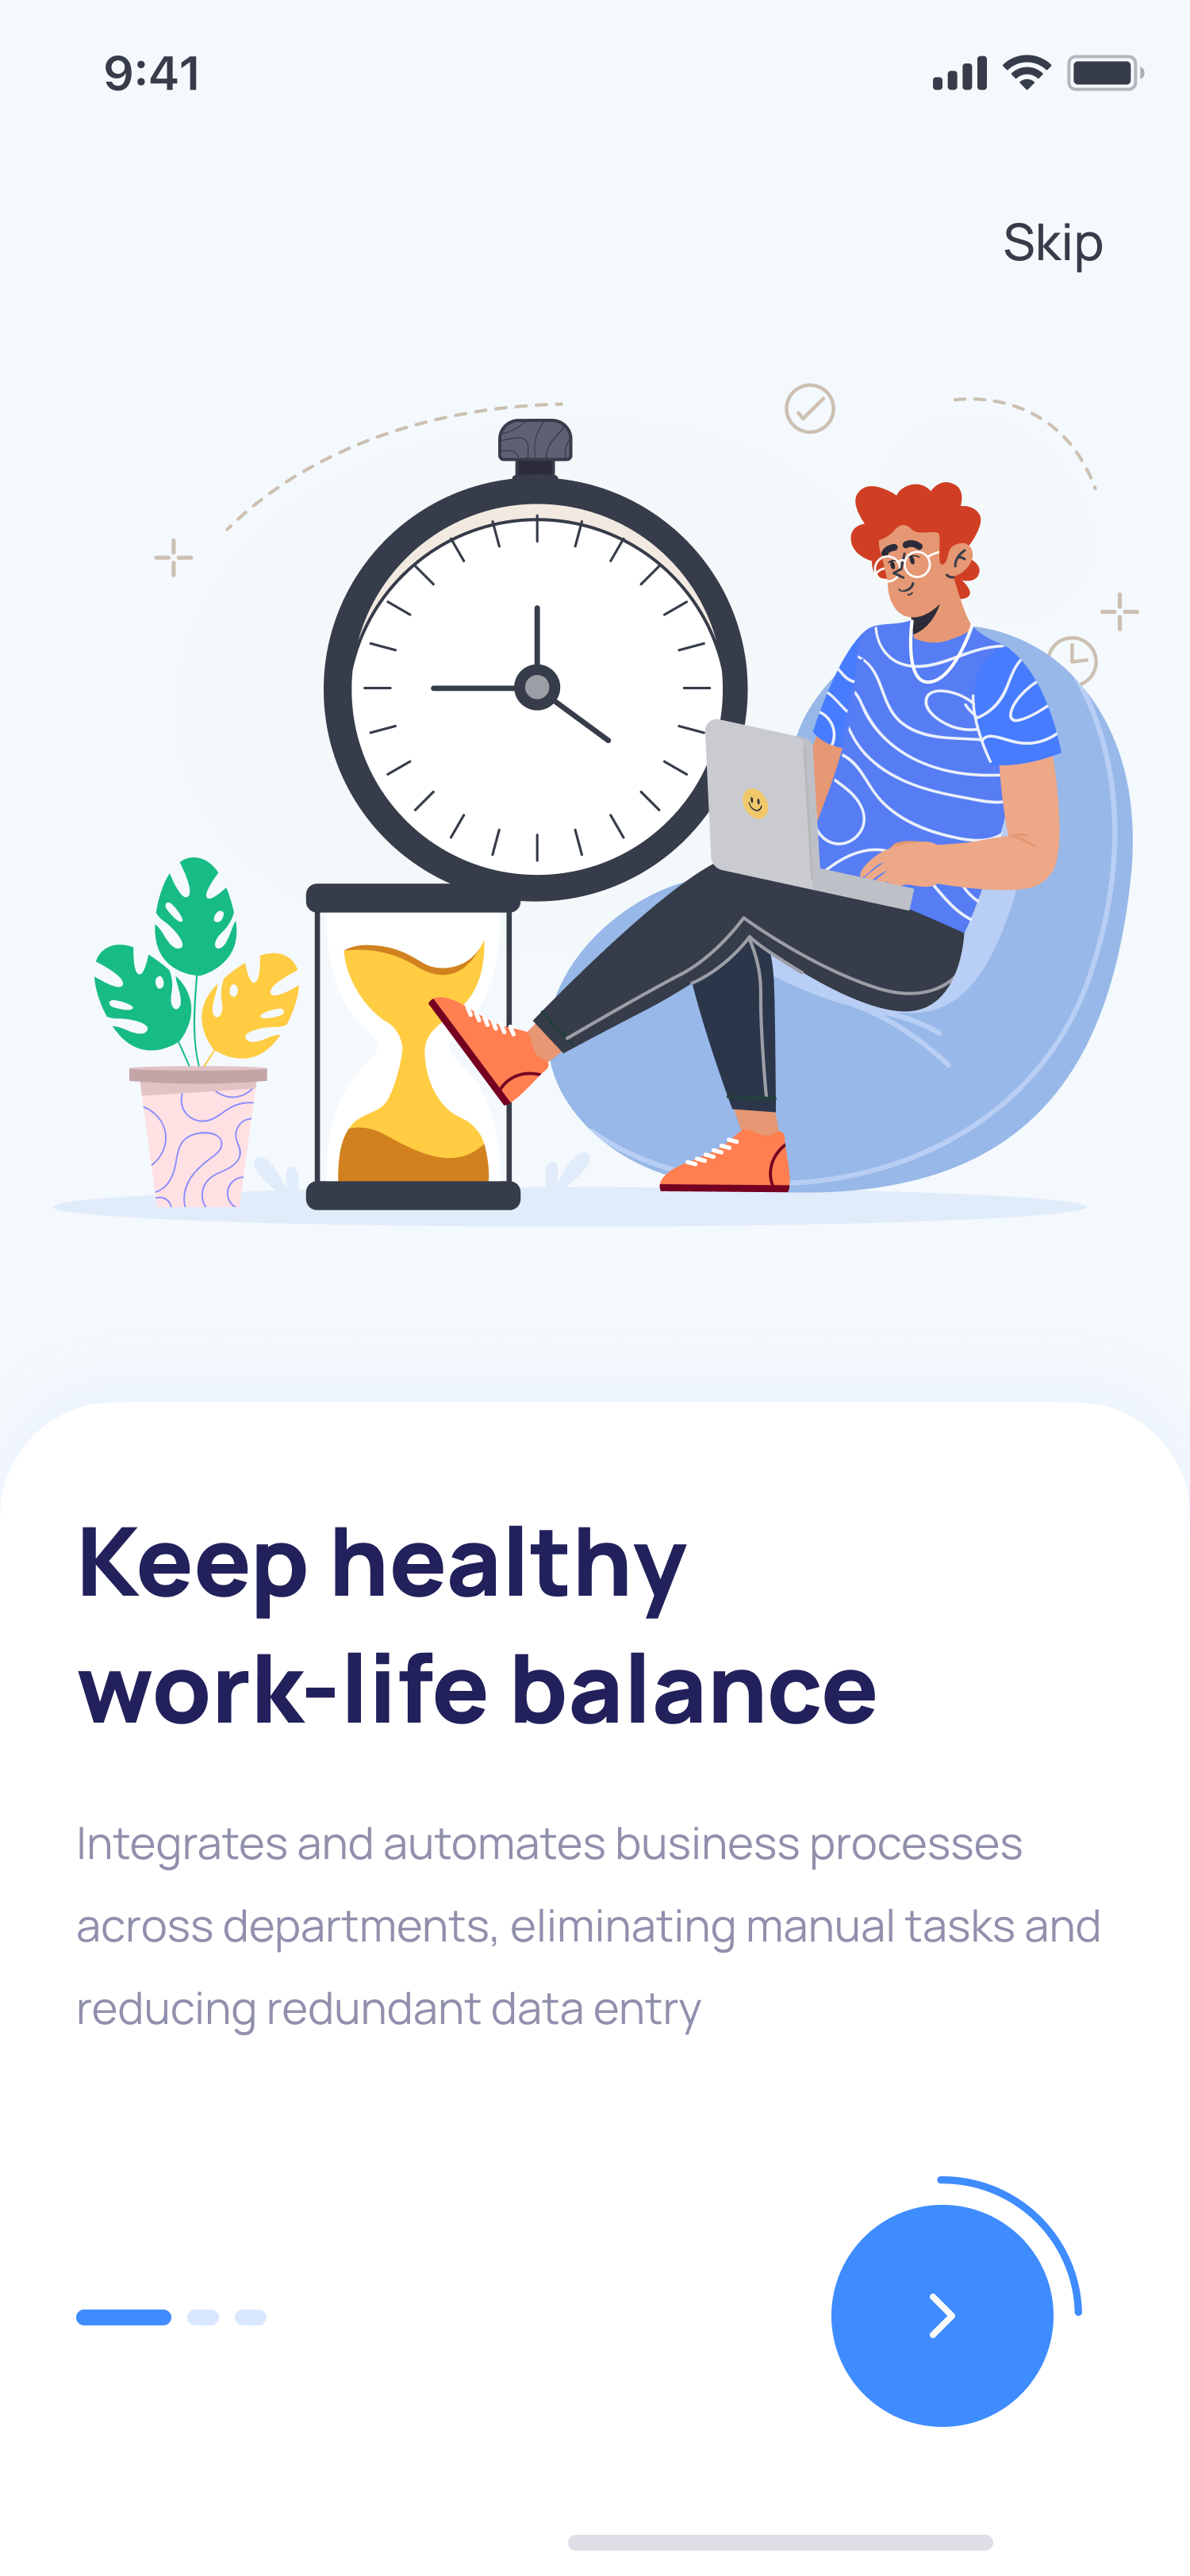 9:41
Skip
Keep healthy
work-life balance
Integrates and automates business processes
across departments, eliminating manual tasks and
reducing redundant data entry